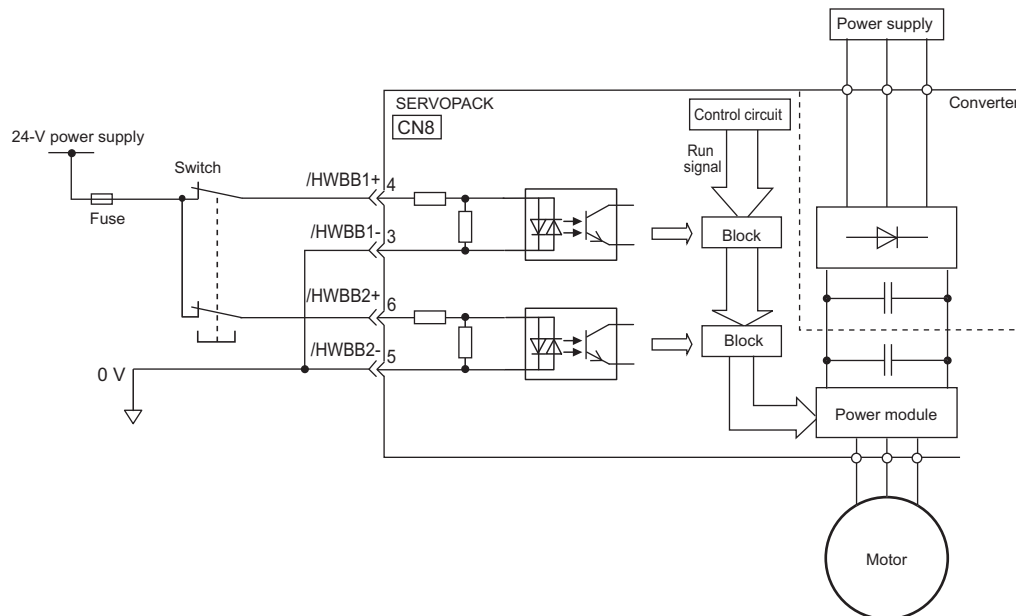 Power supply
SERVOPACK
Converter
CN8
Control circuit
24-V power supply
Switch
Run
signal
/HWBB1+
4
Fuse
/HWBB1-
3
Block
/HWBB2+
6
Block
/HWBB2-
5
0 V
Power module
Motor